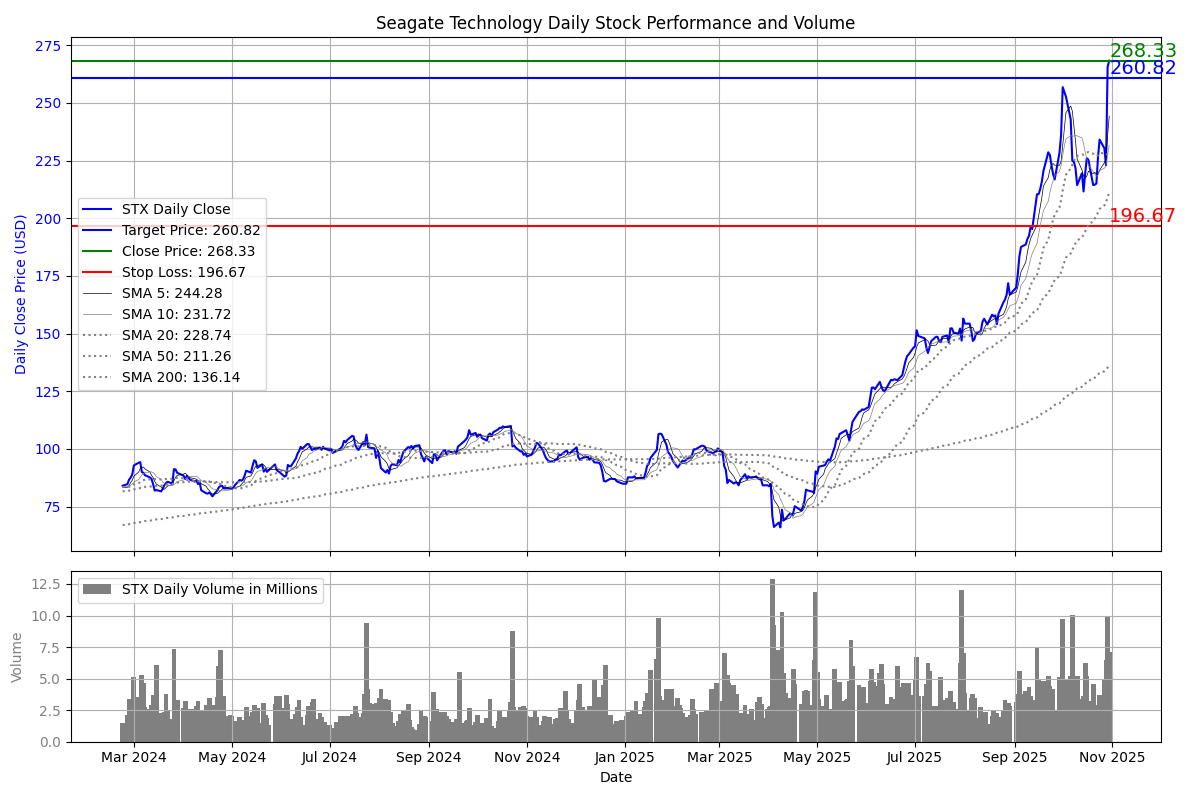 Seagate Technology Daily Stock Performance and Volume
275
250
225
200
175
150
125
100
75
Daily Close Price (USD)
268.33
260.82
196.67
STX Daily Close
Target Price: 260.82
Close Price: 268.33
Stop Loss: 196.67
SMA 5: 244.28
SMA 10: 231.72
SMA 20: 228.74
SMA 50: 211.26
SMA 200: 136.14
12.5
10.0
7.5
5.0
2.5
0.0
Volume
STX Daily Volume in Millions
Mar 2024 May 2024 Jul 2024 Sep 2024 Nov 2024 Jan 2025 Mar 2025 May 2025 Jul 2025 Sep 2025 Nov 2025
Date